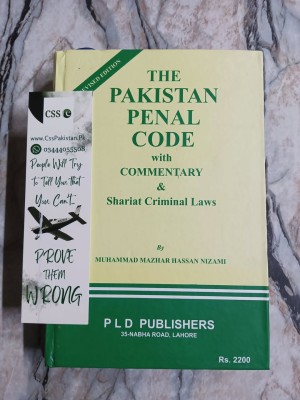 REVISED EDITION
THE
PAKISTAN
PENAL
CODE
with
COMMENTARY
&
Shariat Criminal Laws
By
MUHAMMAD MAZHAR HASSAN NIZAMI
P L D PUBLISHERS
35-NABHA ROAD, LAHORE
Rs. 2200
CSS
www.CssPakistan.PK
03444055508
People Will Try
to Tell You that
You Can't...
PROVE
THEM
WRONG